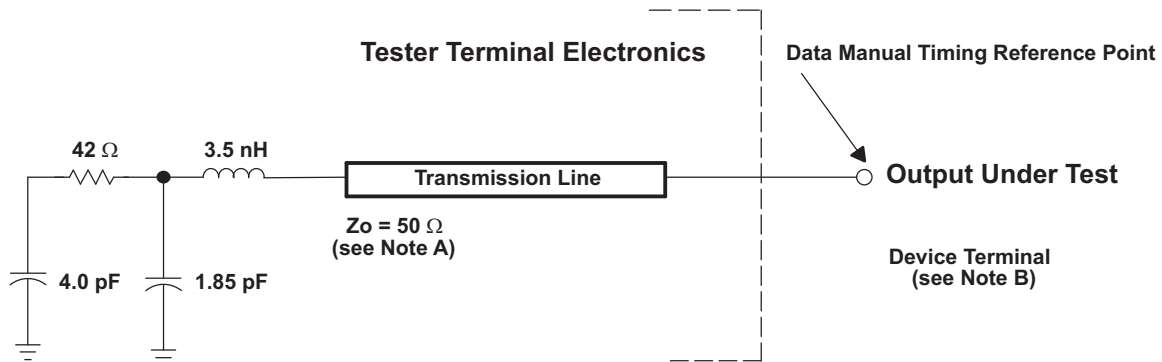 Tester Terminal Electronics
Data Manual Timing Reference Point
42 Ω
3.5 nH
Transmission Line
Output Under Test
Zo = 50 Ω
(see Note A)
4.0 pF
1.85 pF
Device Terminal
(see Note B)